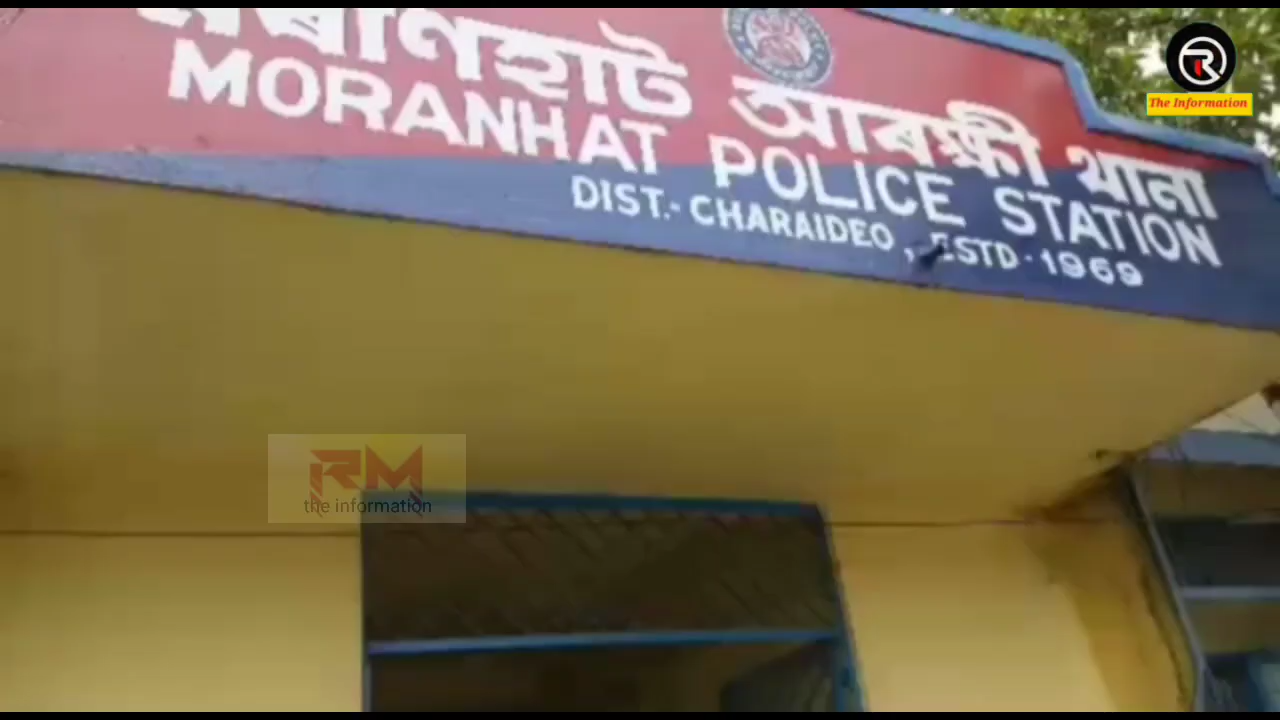 মৰাণহাট আৰক্ষী থানা
MORANHAT POLICE STATION
DIST.- CHARAIDEO , ESTD - 1969
The Information
RM
the information